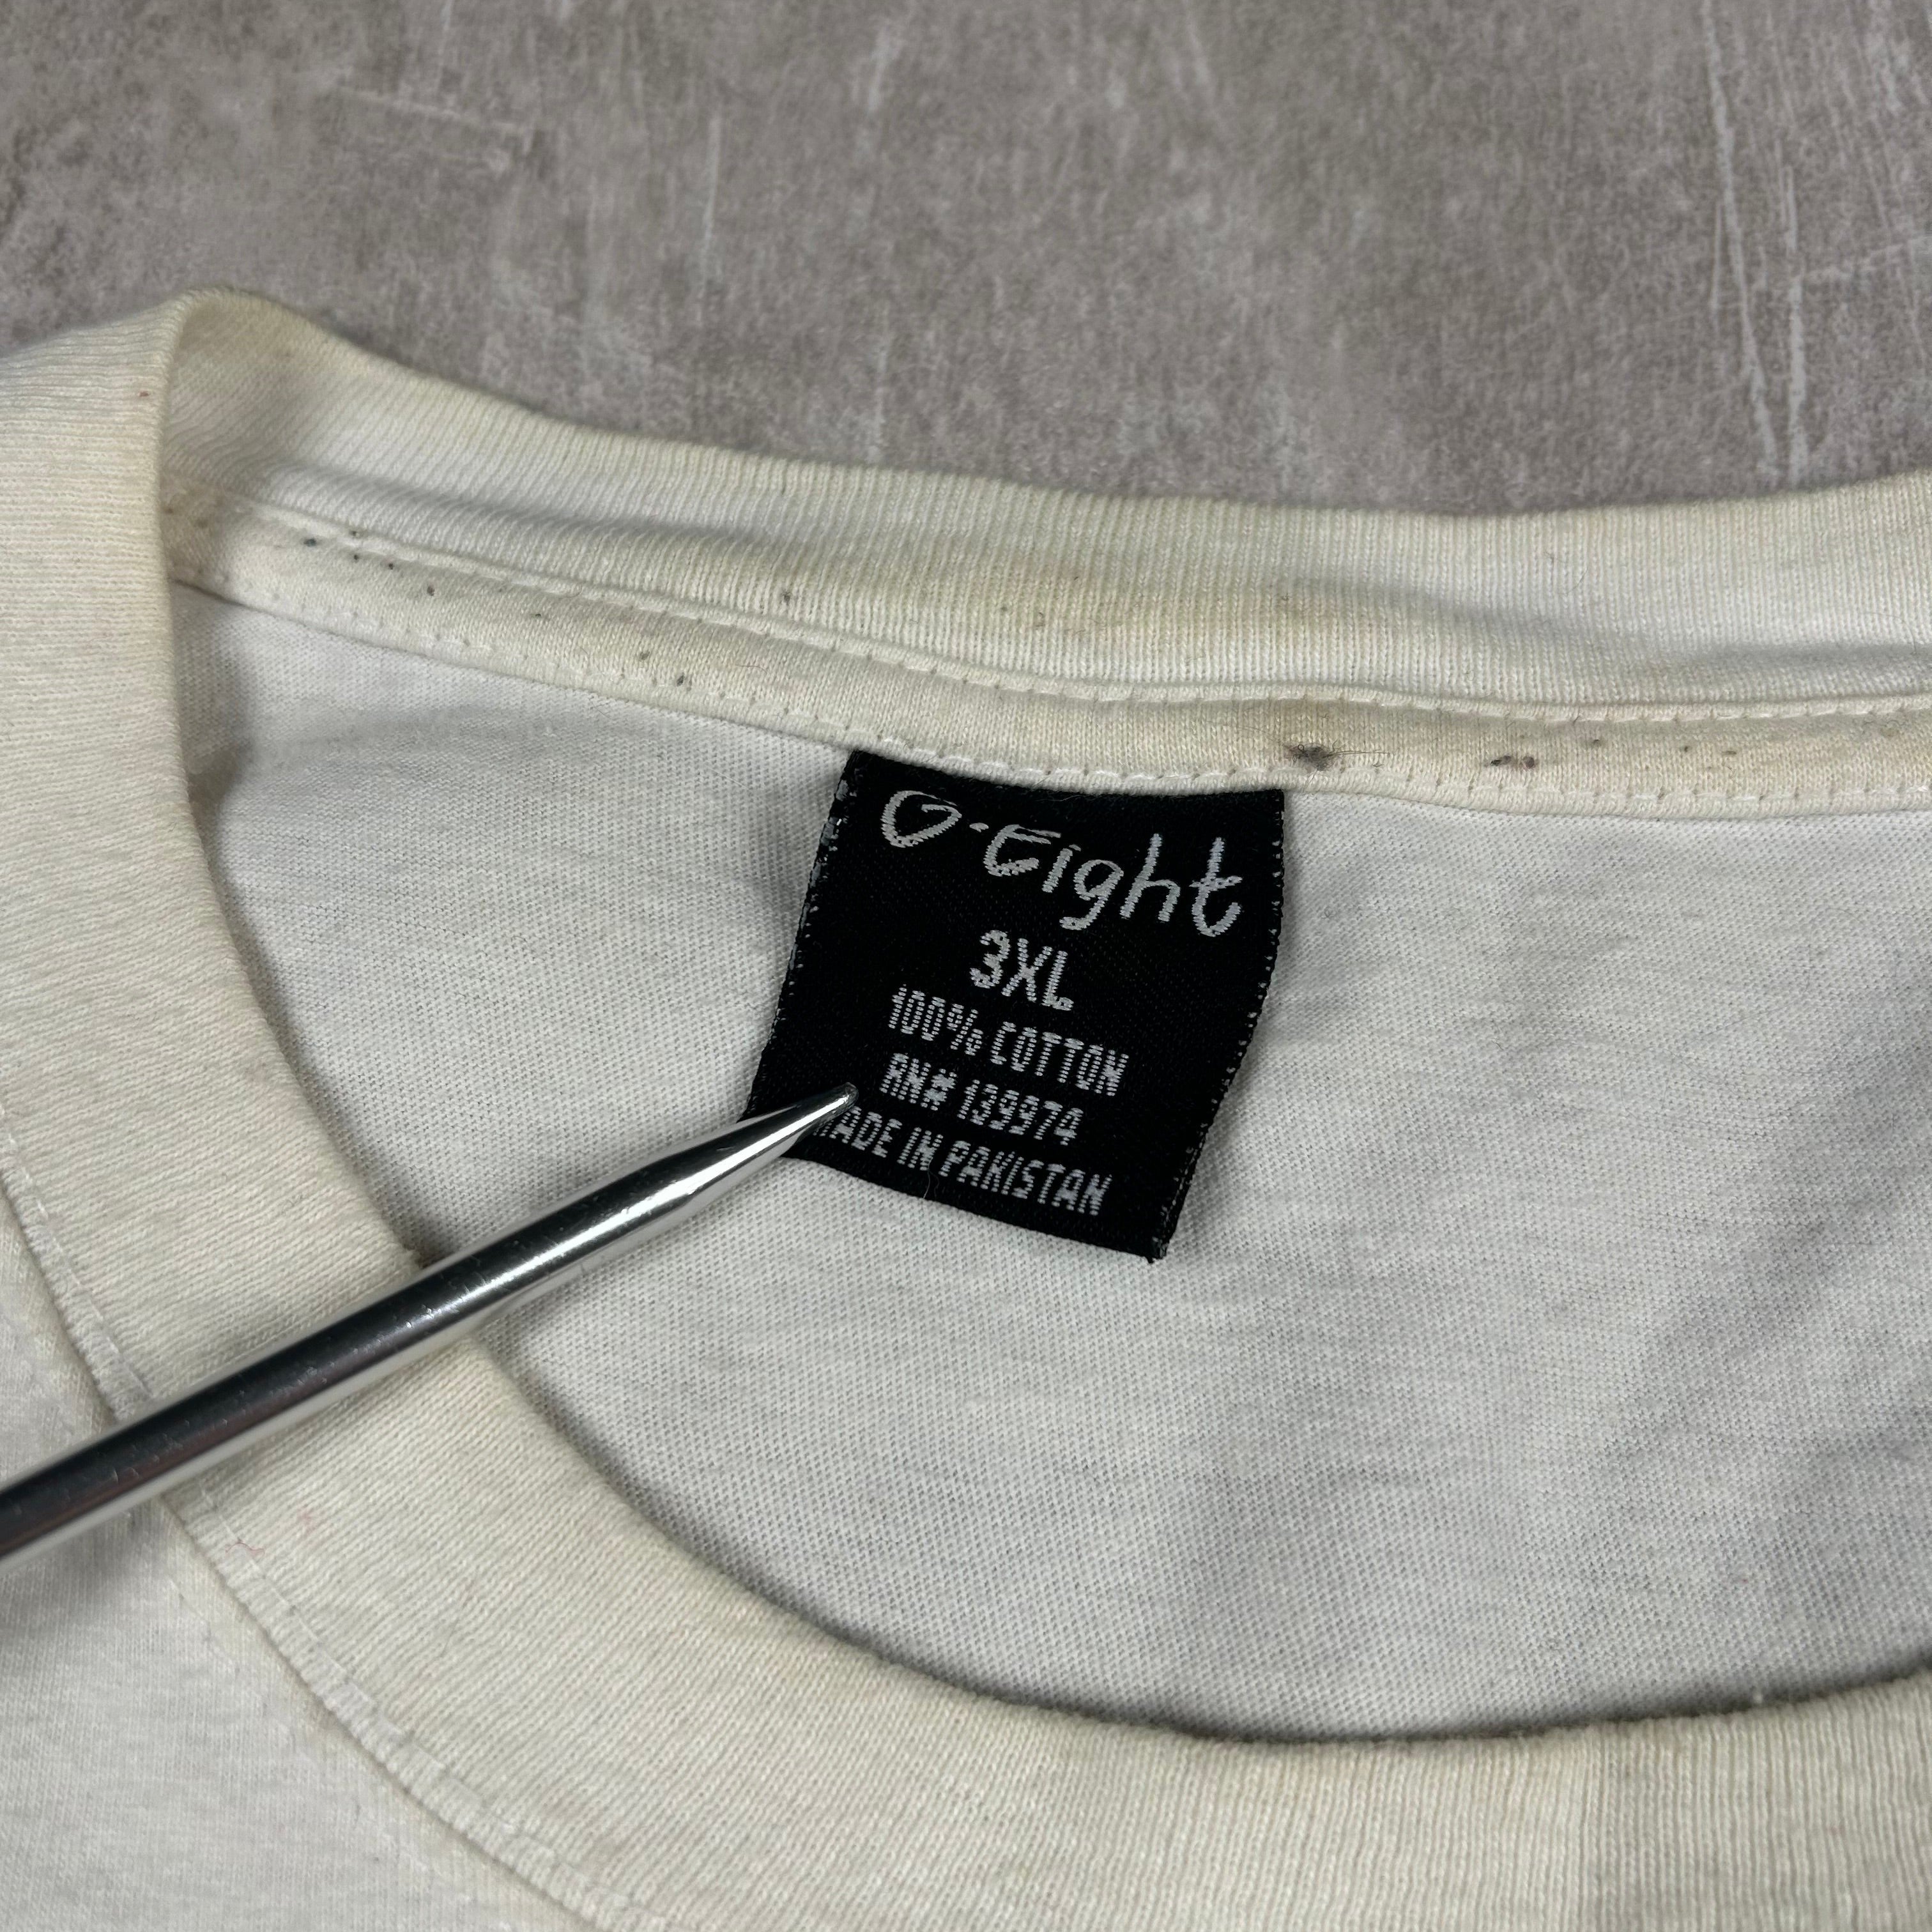 O-Eight
3XL
100% COTTON
RN# 139974
MADE IN PAKISTAN